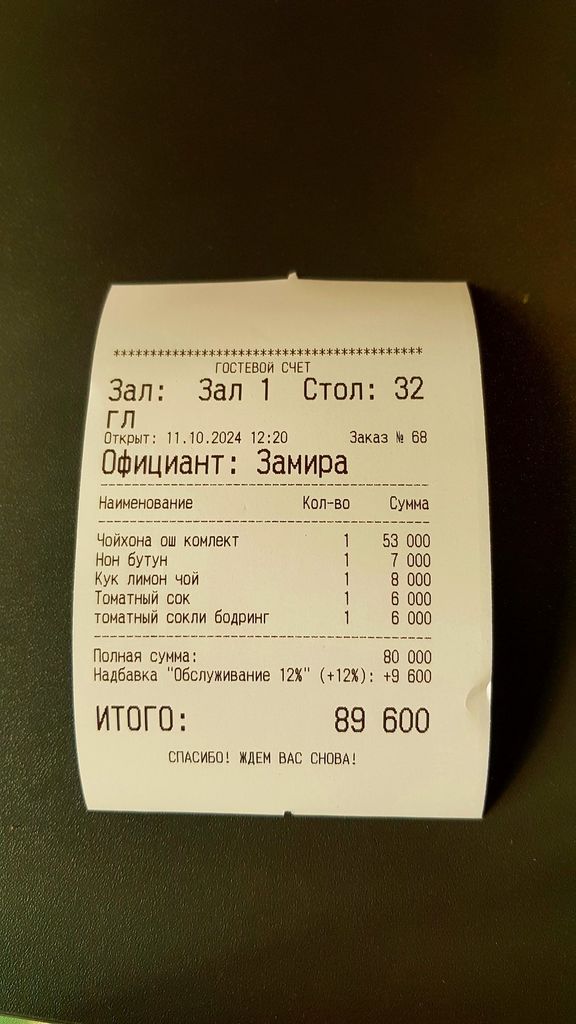 ******************************************
ГОСТЕВОЙ СЧЕТ
Зал: Зал 1 Стол: 32
ГЛ
Открыт: 11.10.2024 12:20 Заказ № 68
Официант: Замира
Наименование Кол-во Сумма
Чойхона ош комлект 1 53 000
Нон бутун 1 7 000
Кук лимон чой 1 8 000
Томатный сок 1 6 000
томатный сокли бодринг 1 6 000
Полная сумма: 80 000
Надбавка "Обслуживание 12%" (+12%): +9 600
ИТОГО: 89 600
СПАСИБО! ЖДЕМ ВАС СНОВА!